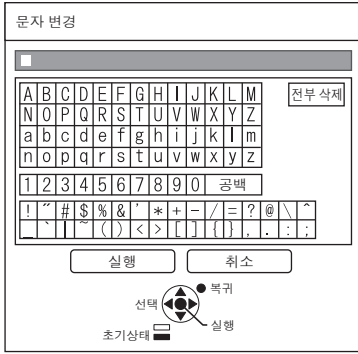 문자 변경
A B C D E F G H I J K L M 전부 삭제
N O P Q R S T U V W X Y Z
a b c d e f g h i j k l m
n o p q r s t u v w x y z
1 2 3 4 5 6 7 8 9 0 공백
! " # $ % & ' * + - / = ? @ \ ^
_ ` | ~ ( ) < > [ ] { } , . : ;
실행 취소
복귀
선택
실행
초기상태